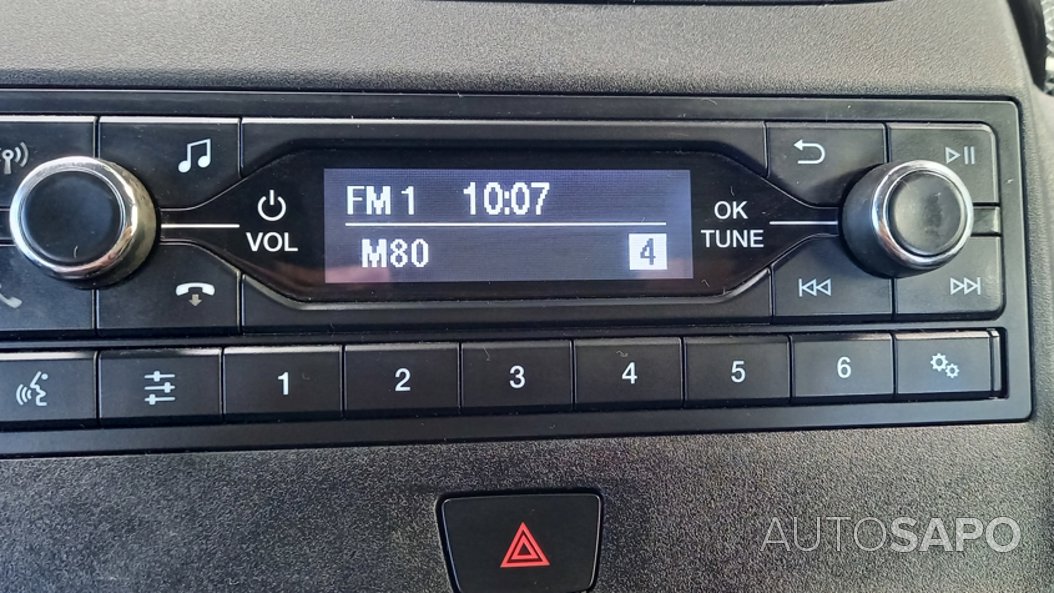 FM 1 10:07
M80 4
VOL
OK
TUNE
1 2 3 4 5 6
AUTOSAPO